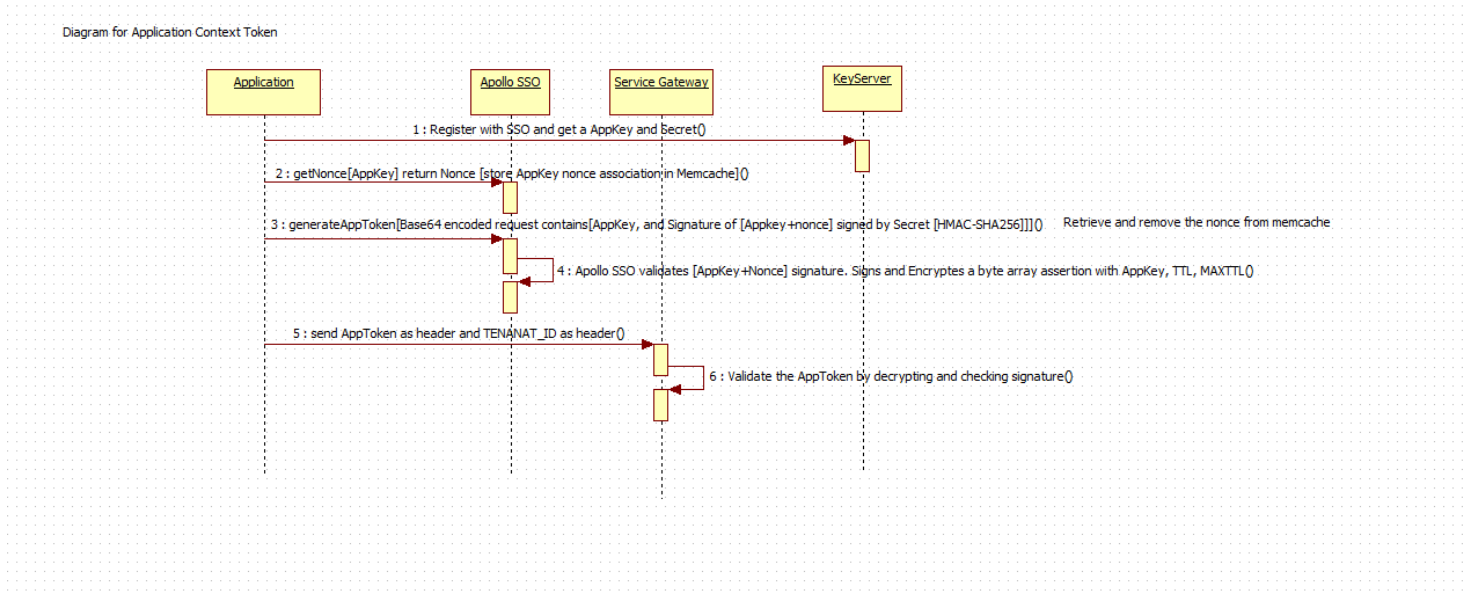 Diagram for Application Context Token
Application
Apollo SSO
Service Gateway
KeyServer
1 : Register with SSO and get a AppKey and Secret()
2 : getNonce[AppKey] return Nonce [store AppKey nonce association in Memcache]()
3 : generateAppToken[Base64 encoded request contains[AppKey, and Signature of [Appkey+nonce] signed by Secret [HMAC-SHA256]]]()
Retrieve and remove the nonce from memcache
4 : Apollo SSO validates [AppKey+Nonce] signature. Signs and Encryptes a byte array assertion with AppKey, TTL, MAXTTL()
5 : send AppToken as header and TENANAT_ID as header()
6 : Validate the AppToken by decrypting and checking signature()